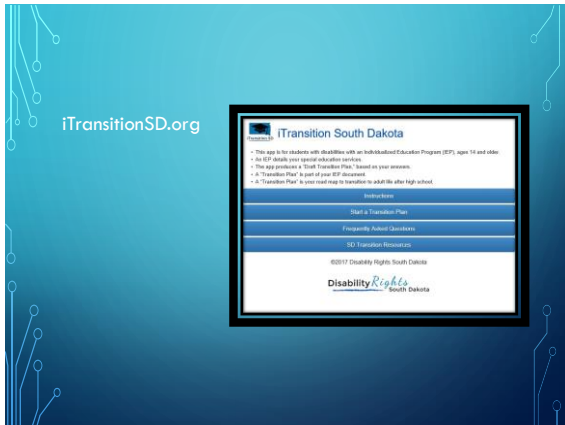 iTransitionSD.org
iTransition SD
iTransition South Dakota
• This app is for students with disabilities with an Individualized Education Program (IEP), ages 14 and older.
• An IEP details your special education services.
• The app produces a "Draft Transition Plan," based on your answers.
• A "Transition Plan" is part of your IEP document.
• A "Transition Plan" is your road map to transition to adult life after high school.
Instructions
Start a Transition Plan
Frequently Asked Questions
SD Transition Resources
©2017 Disability Rights South Dakota
Disability Rights
South Dakota